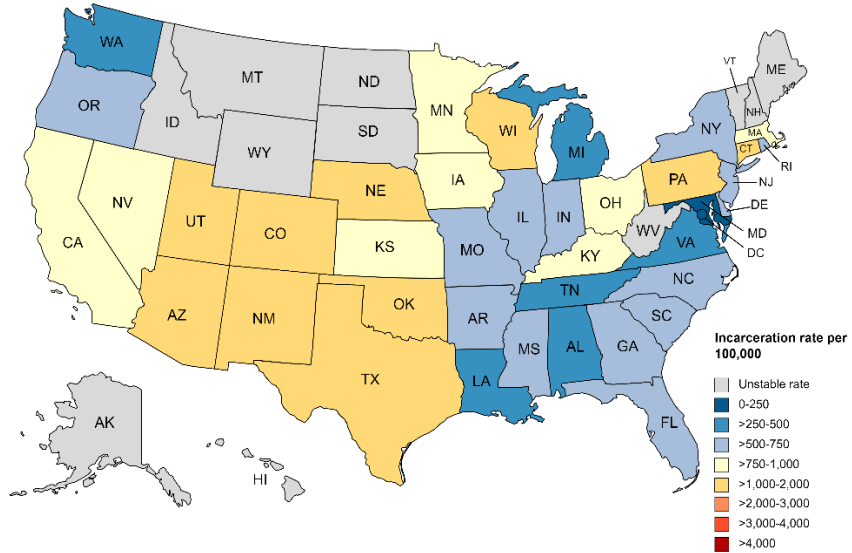 VT
ME
WA
MT
ND
MN
NH
OR
MA
ID
SD
WI
NY
CT
MI
RI
WY
PA
NJ
IA
NE
OH
DE
NV
IL
IN
UT
WV
MD
CO
VA
CA
KS
MO
DC
KY
NC
TN
OK
AZ
NM
AR
SC
MS
AL
GA
TX
LA
Incarceration rate per
100,000
Unstable rate
0-250
AK
FL
>250-500
>500-750
>750-1,000
HI
>1,000-2,000
>2,000-3,000
>3,000-4,000
>4,000